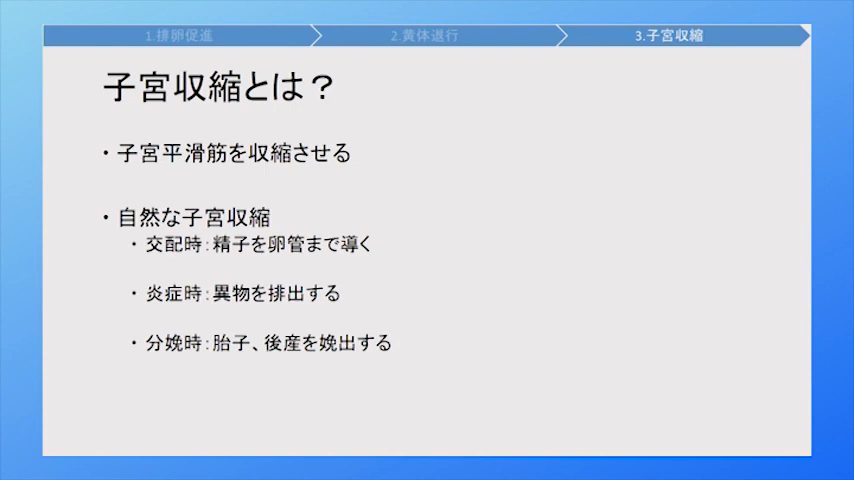 1.排卵促進
2.黄体退行
3.子宮収縮
子宮収縮とは？
・子宮平滑筋を収縮させる
・自然な子宮収縮
・交配時：精子を卵管まで導く
・炎症時：異物を排出する
・分娩時：胎子、後産を娩出する